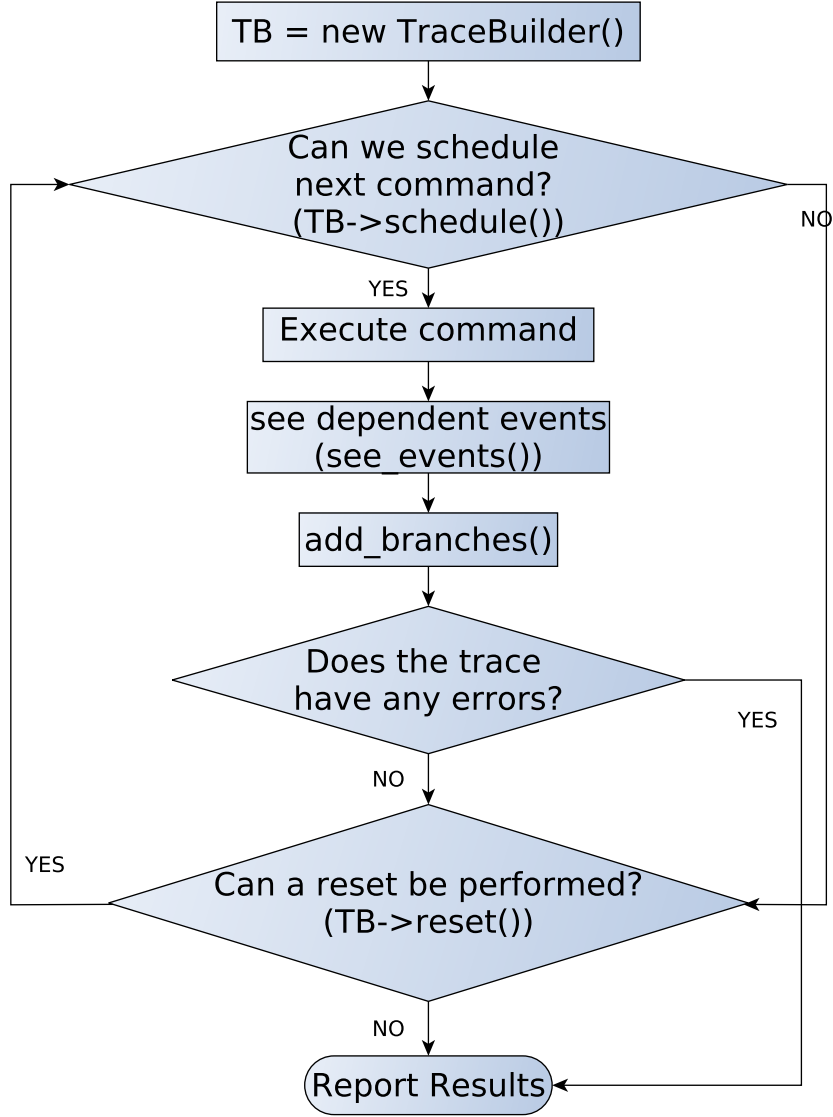 TB = new TraceBuilder()
Can we schedule
next command?
(TB->schedule())
NO
YES
Execute command
see dependent events
(see_events())
add_branches()
Does the trace
have any errors?
YES
NO
YES
Can a reset be performed?
(TB->reset())
NO
Report Results